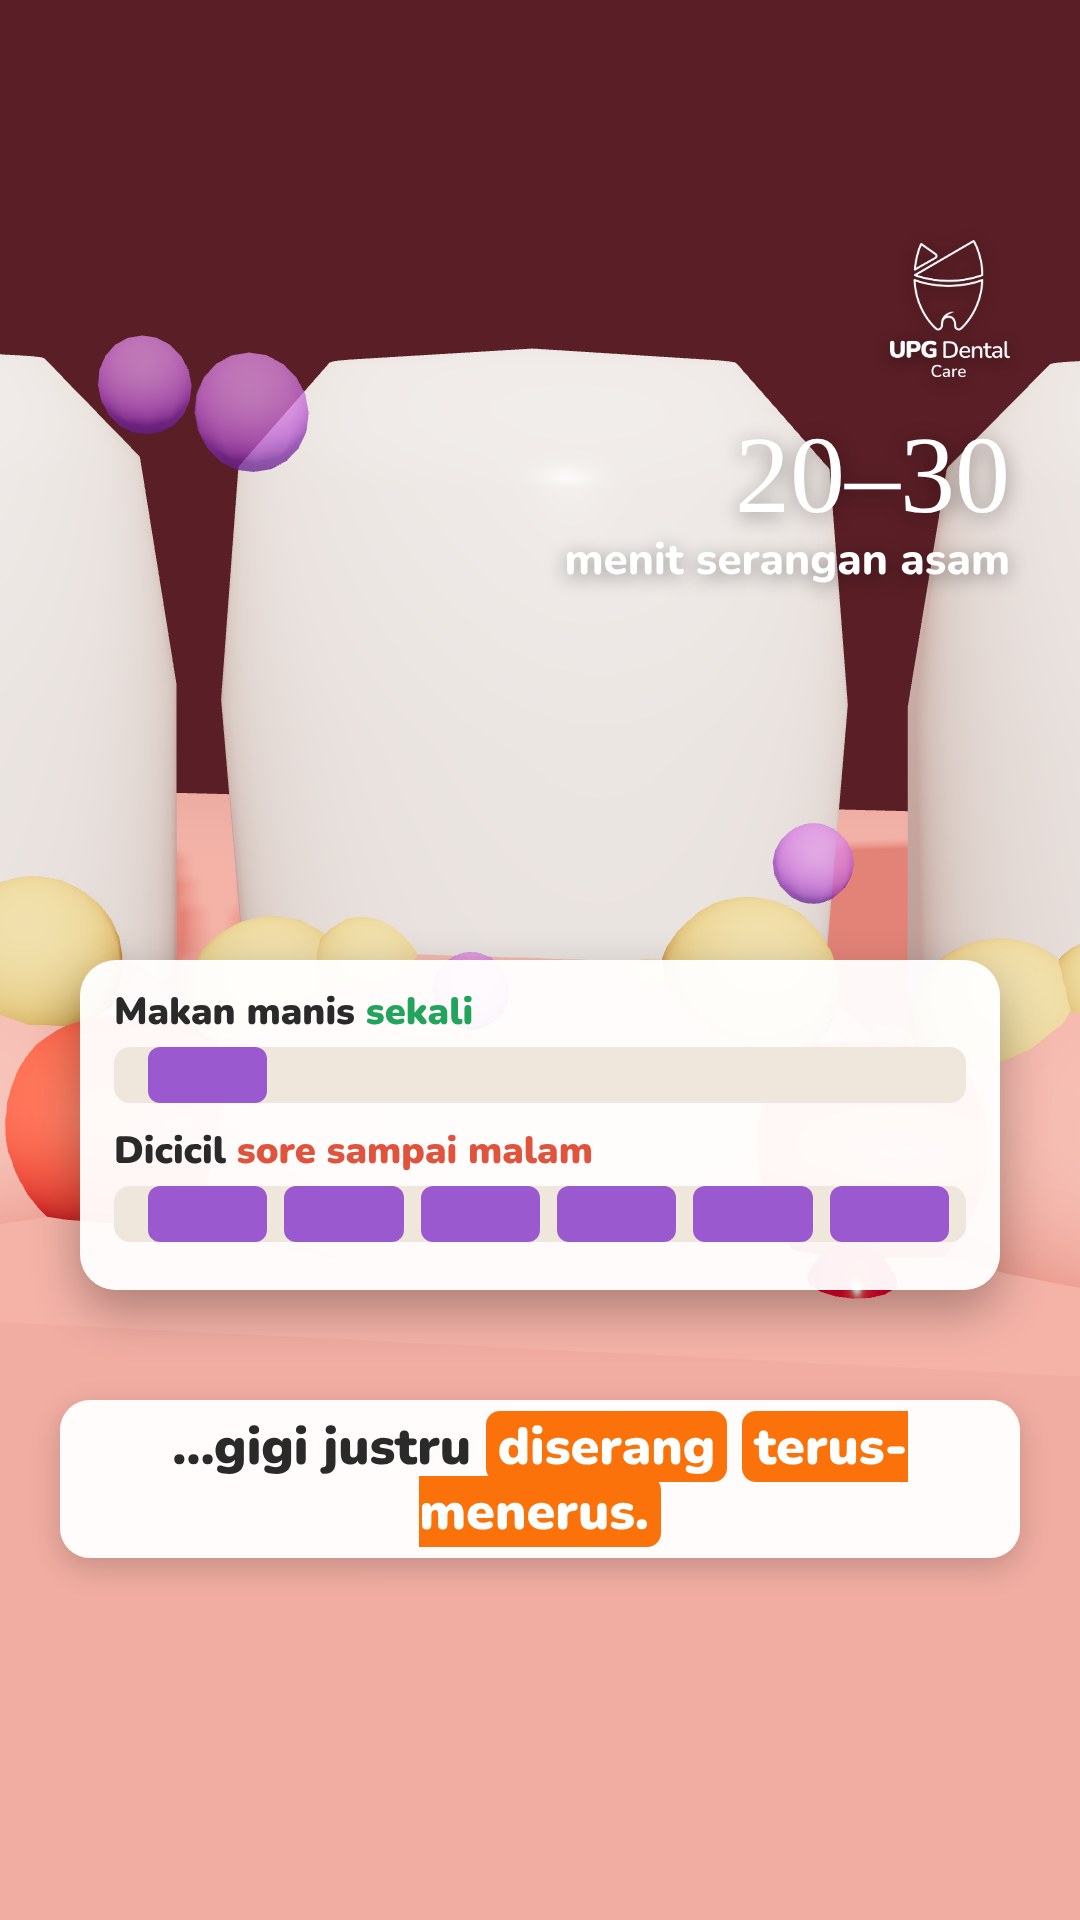 UPG Dental
Care
20–30
menit serangan asam
Makan manis sekali
Dicicil sore sampai malam
...gigi justru diserang terus-
menerus.